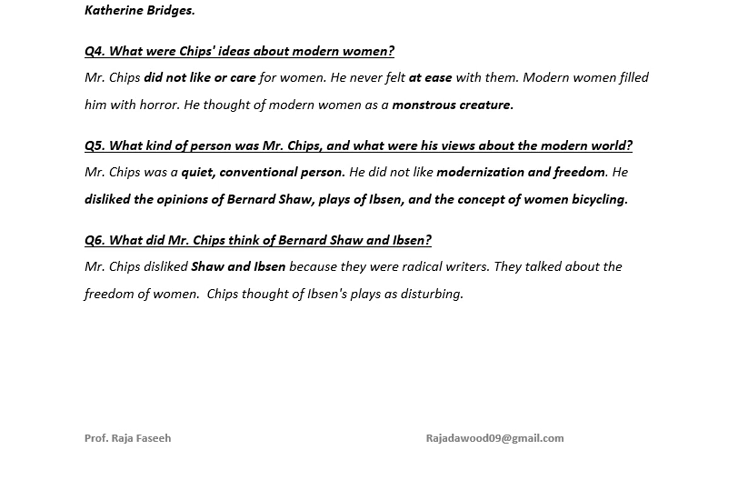 Katherine Bridges.
Q4. What were Chips' ideas about modern women?
Mr. Chips did not like or care for women. He never felt at ease with them. Modern women filled
him with horror. He thought of modern women as a monstrous creature.
Q5. What kind of person was Mr. Chips, and what were his views about the modern world?
Mr. Chips was a quiet, conventional person. He did not like modernization and freedom. He
disliked the opinions of Bernard Shaw, plays of Ibsen, and the concept of women bicycling.
Q6. What did Mr. Chips think of Bernard Shaw and Ibsen?
Mr. Chips disliked Shaw and Ibsen because they were radical writers. They talked about the
freedom of women.  Chips thought of Ibsen's plays as disturbing.
Prof. Raja Faseeh Rajadawood09@gmail.com